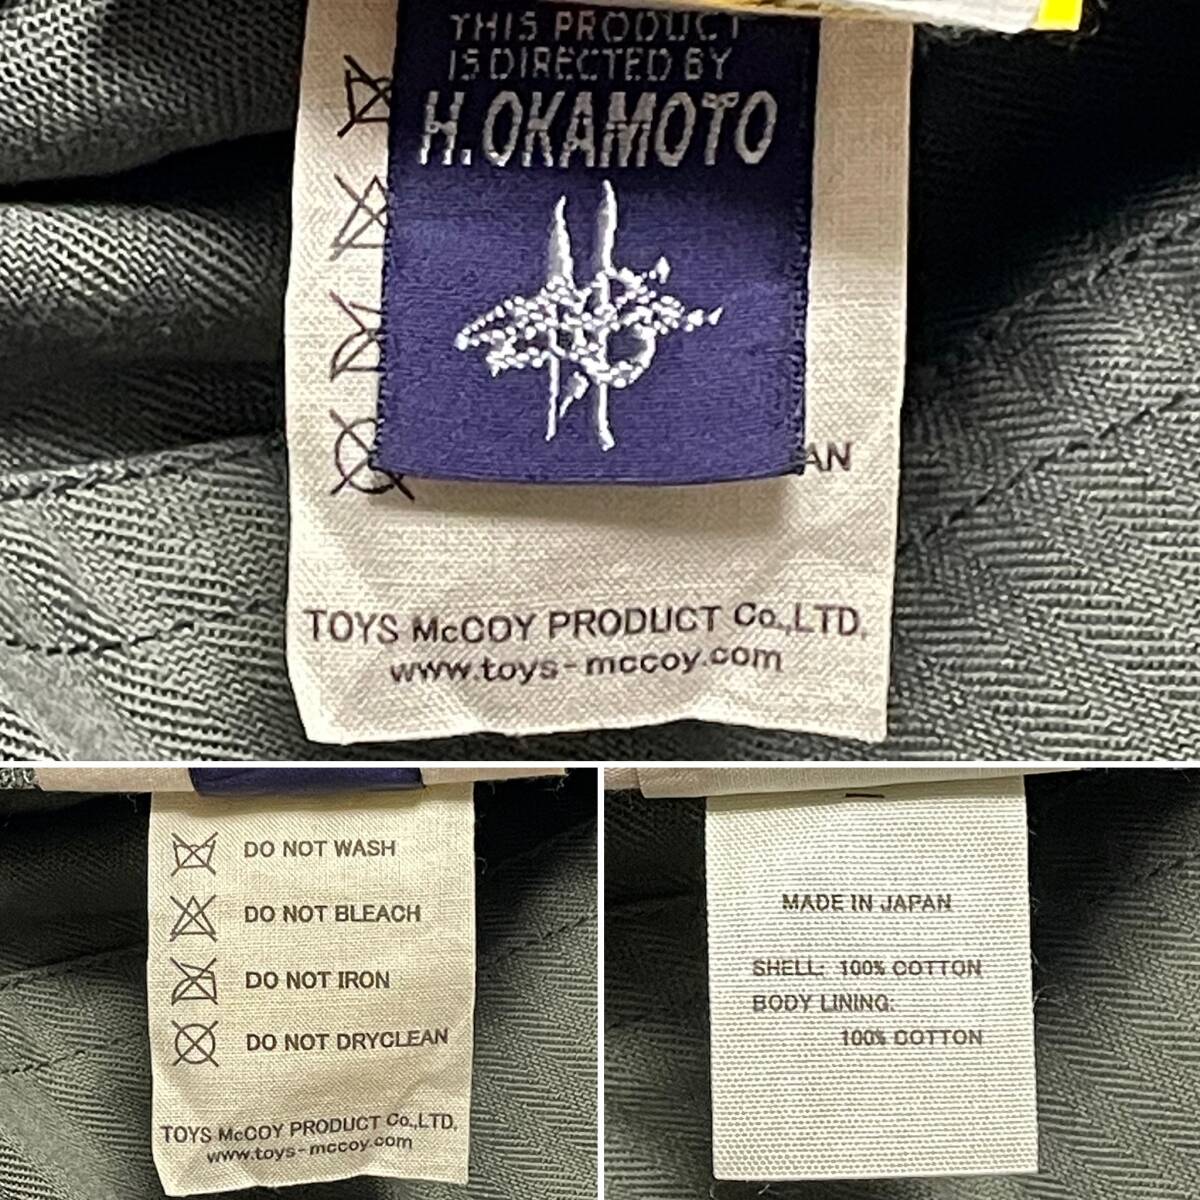 THIS PRODUCT
IS DIRECTED BY
H.OKAMOTO
AN
TOYS McCOY PRODUCT Co.,LTD.
www.toys-mccoy.com
DO NOT WASH
DO NOT BLEACH
DO NOT IRON
DO NOT DRYCLEAN
TOYS McCOY PRODUCT Co.,LTD.
www.toys-mccoy.com
MADE IN JAPAN
SHELL: 100% COTTON
BODY LINING:
100% COTTON